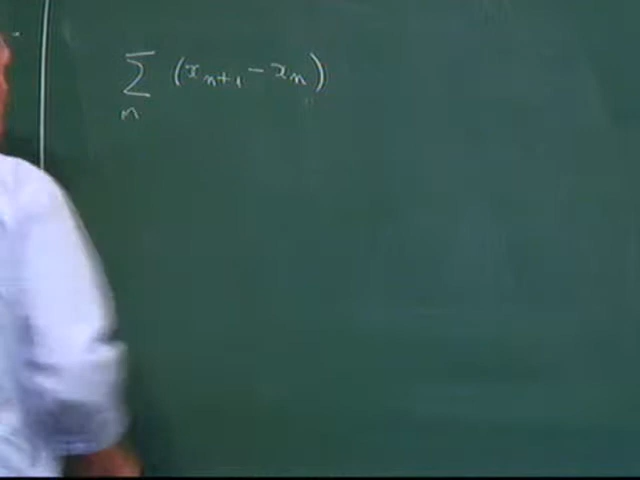 ∑ (x_{n+1} - x_n)
n